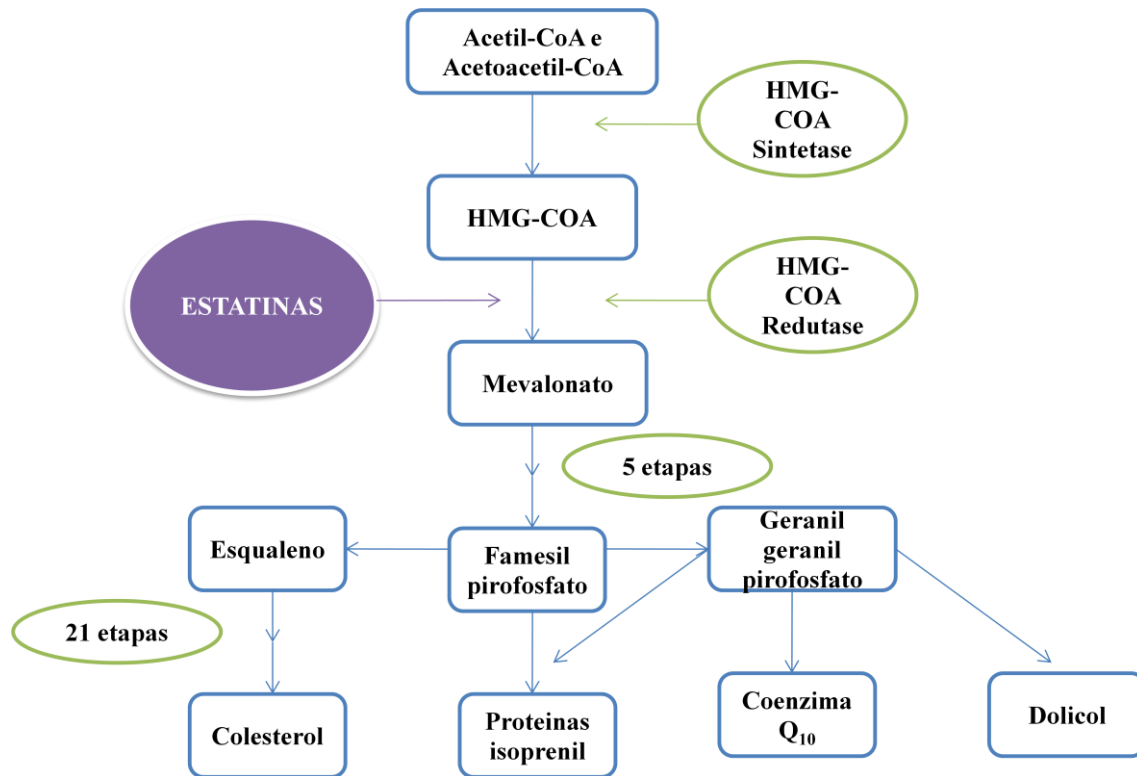 Acetil-CoA e
Acetoacetil-CoA
HMG-
COA
Sintetase
HMG-COA
ESTATINAS
HMG-
COA
Redutase
Mevalonato
5 etapas
Esqualeno
Famesil
pirofosfato
Geranil
geranil
pirofosfato
21 etapas
Colesterol
Proteinas
isoprenil
Coenzima
Q₁₀
Dolicol